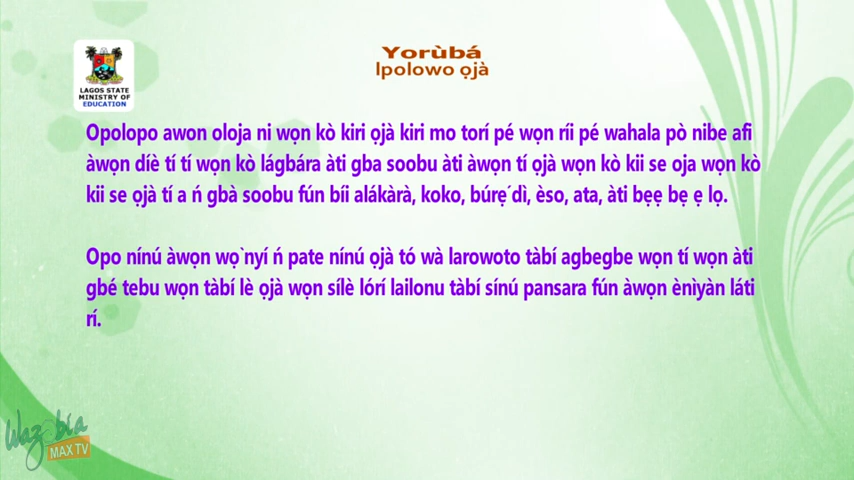 Yorùbá
Ipolowo ọjà
LAGOS STATE
MINISTRY OF
EDUCATION
Opolopo awon oloja ni wọn kò kiri ọjà kiri mo torí pé wọn ríi pé wahala pò nibe afi
àwọn díè tí tí wọn kò lágbára àti gba soobu àti àwọn tí ọjà wọn kò kii se oja wọn kò
kii se ọjà tí a ń gbà soobu fún bíi alákàrà, koko, búrẹ́dì, èso, ata, àti bẹẹ bẹ ẹ lọ.
Opo nínú àwọn wọ̀nyí ń pate nínú ọjà tó wà larowoto tàbí agbegbe wọn tí wọn àti
gbé tebu wọn tàbí lè ọjà wọn sílè lórí lailonu tàbí sínú pansara fún àwọn ènìyàn láti
rí.
Wazobia
MAX TV